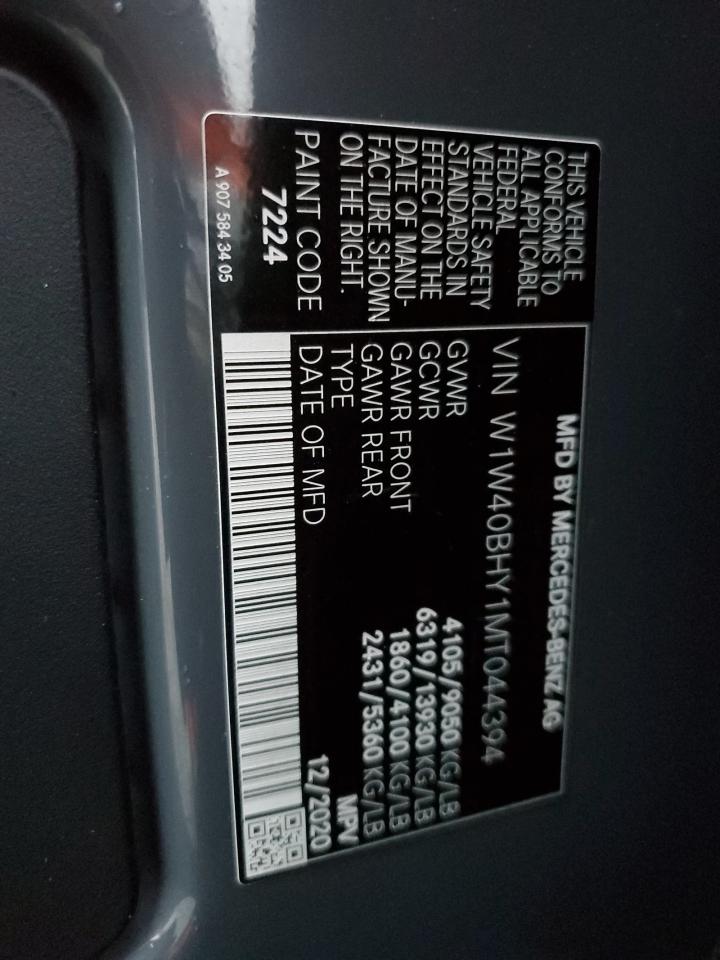 MFD BY MERCEDES-BENZ AG
VIN W1W40BHY1MT044394
GVWR 4105/9050 KG/LB
GCWR 6319/13930 KG/LB
GAWR FRONT 1860/4100 KG/LB
GAWR REAR 2431/5360 KG/LB
TYPE MPV
DATE OF MFD 12/2020
THIS VEHICLE
CONFORMS TO
ALL APPLICABLE
FEDERAL
VEHICLE SAFETY
STANDARDS IN
EFFECT ON THE
DATE OF MANU-
FACTURE SHOWN
ON THE RIGHT.
PAINT CODE
7224
A 907 584 34 05